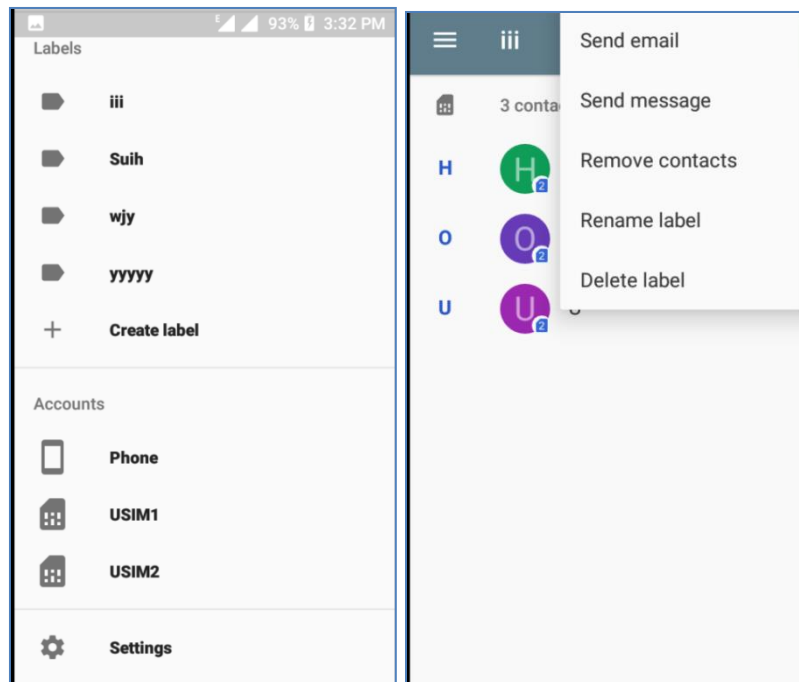 E 93% 3:32 PM
Labels
iii
Suih
wjy
yyyyy
Create label
Accounts
Phone
USIM1
USIM2
Settings
iii
Send email
3 conta
Send message
H
H
2
Remove contacts
O
O
2
Rename label
Delete label
U
U
2